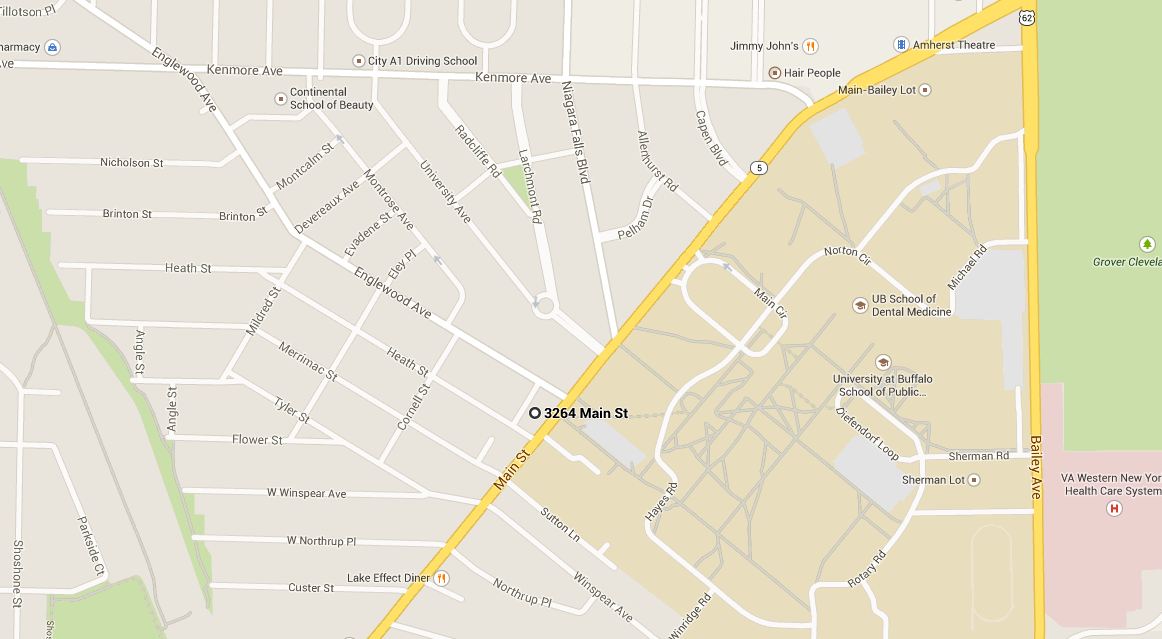 Tillotson Pl
62
Jimmy John's
Amherst Theatre
harmacy
Englewood Ave
City A1 Driving School
Ave
Kenmore Ave
Kenmore Ave
Hair People
Continental
School of Beauty
Niagara Falls Blvd
Main-Bailey Lot
Radcliffe Rd
Larchmont Rd
Allenhurst Rd
Capen Blvd
Nicholson St
Montcalm St
University Ave
5
Devereaux Ave
Montrose Ave
Brinton St
Brinton St
Evadene St
Pelham Dr
Eley Pl
Norton Cir
Michael Rd
Grover Clevela
Heath St
Englewood Ave
Main Cir
UB School of
Dental Medicine
Mildred St
Angle St
Merrimac St
Heath St
University at Buffalo
School of Public...
Angle St
Tyler St
Cornell St
3264 Main St
Diefendorf Loop
Flower St
Main St
Sherman Rd
Bailey Ave
Sherman Lot
VA Western New Yor
Health Care System
W Winspear Ave
Hayes Rd
Sutton Ln
Parkside Ct
W Northrup Pl
Shoshone St
Lake Effect Diner
Custer St
Northrup Pl
Winspear Ave
Rotary Rd
Winridge Rd
Shos
H